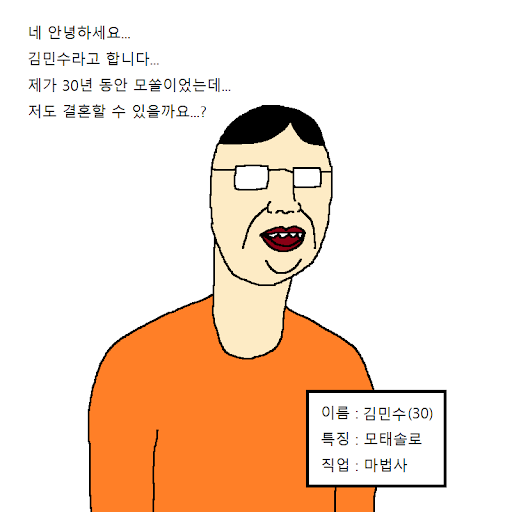 네 안녕하세요...
김민수라고 합니다...
제가 30년 동안 모쏠이었는데...
저도 결혼할 수 있을까요...?
이름 : 김민수(30)
특징 : 모태솔로
직업 : 마법사